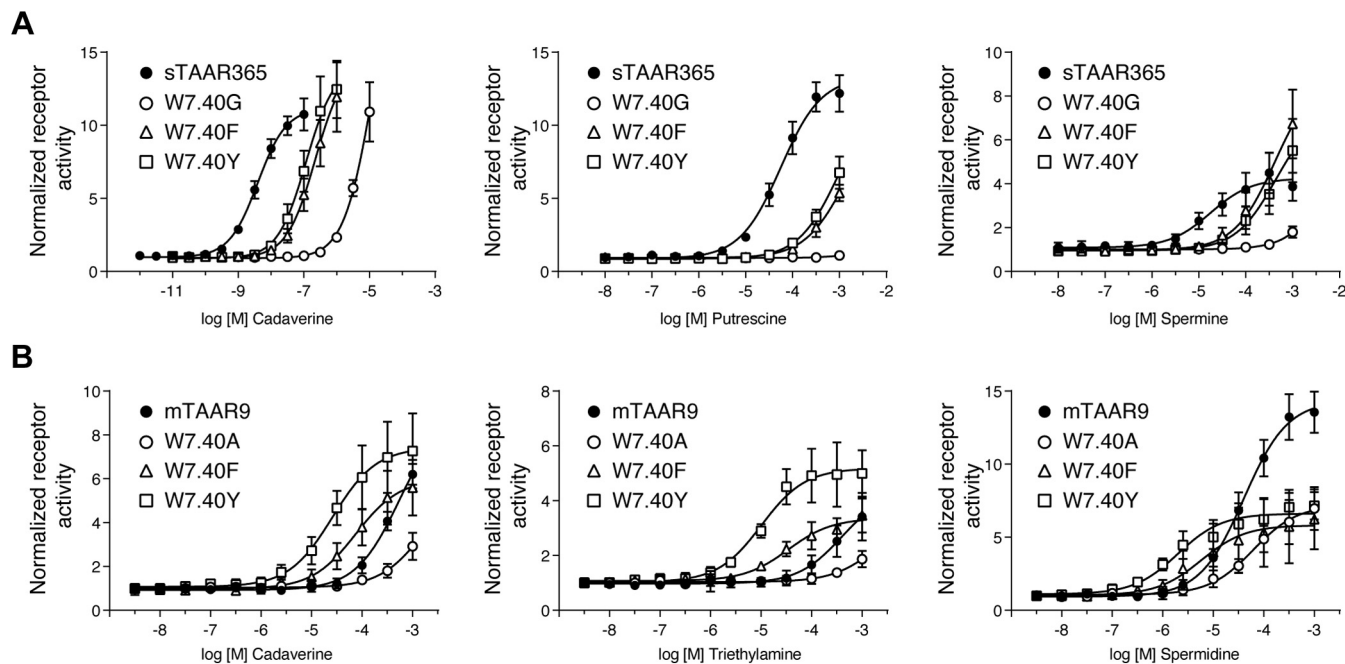 A
Normalized receptor
activity
15
10
5
0
sTAAR365
W7.40G
W7.40F
W7.40Y
-11
-9
-7
-5
-3
log [M] Cadaverine
Normalized receptor
activity
15
10
5
0
sTAAR365
W7.40G
W7.40F
W7.40Y
-8
-7
-6
-5
-4
-3
-2
log [M] Putrescine
Normalized receptor
activity
10
8
6
4
2
0
sTAAR365
W7.40G
W7.40F
W7.40Y
-8
-7
-6
-5
-4
-3
-2
log [M] Spermine
B
Normalized receptor
activity
10
8
6
4
2
0
mTAAR9
W7.40A
W7.40F
W7.40Y
-8
-7
-6
-5
-4
-3
log [M] Cadaverine
Normalized receptor
activity
8
6
4
2
0
mTAAR9
W7.40A
W7.40F
W7.40Y
-8
-7
-6
-5
-4
-3
log [M] Triethylamine
Normalized receptor
activity
15
10
5
0
mTAAR9
W7.40A
W7.40F
W7.40Y
-8
-7
-6
-5
-4
-3
log [M] Spermidine